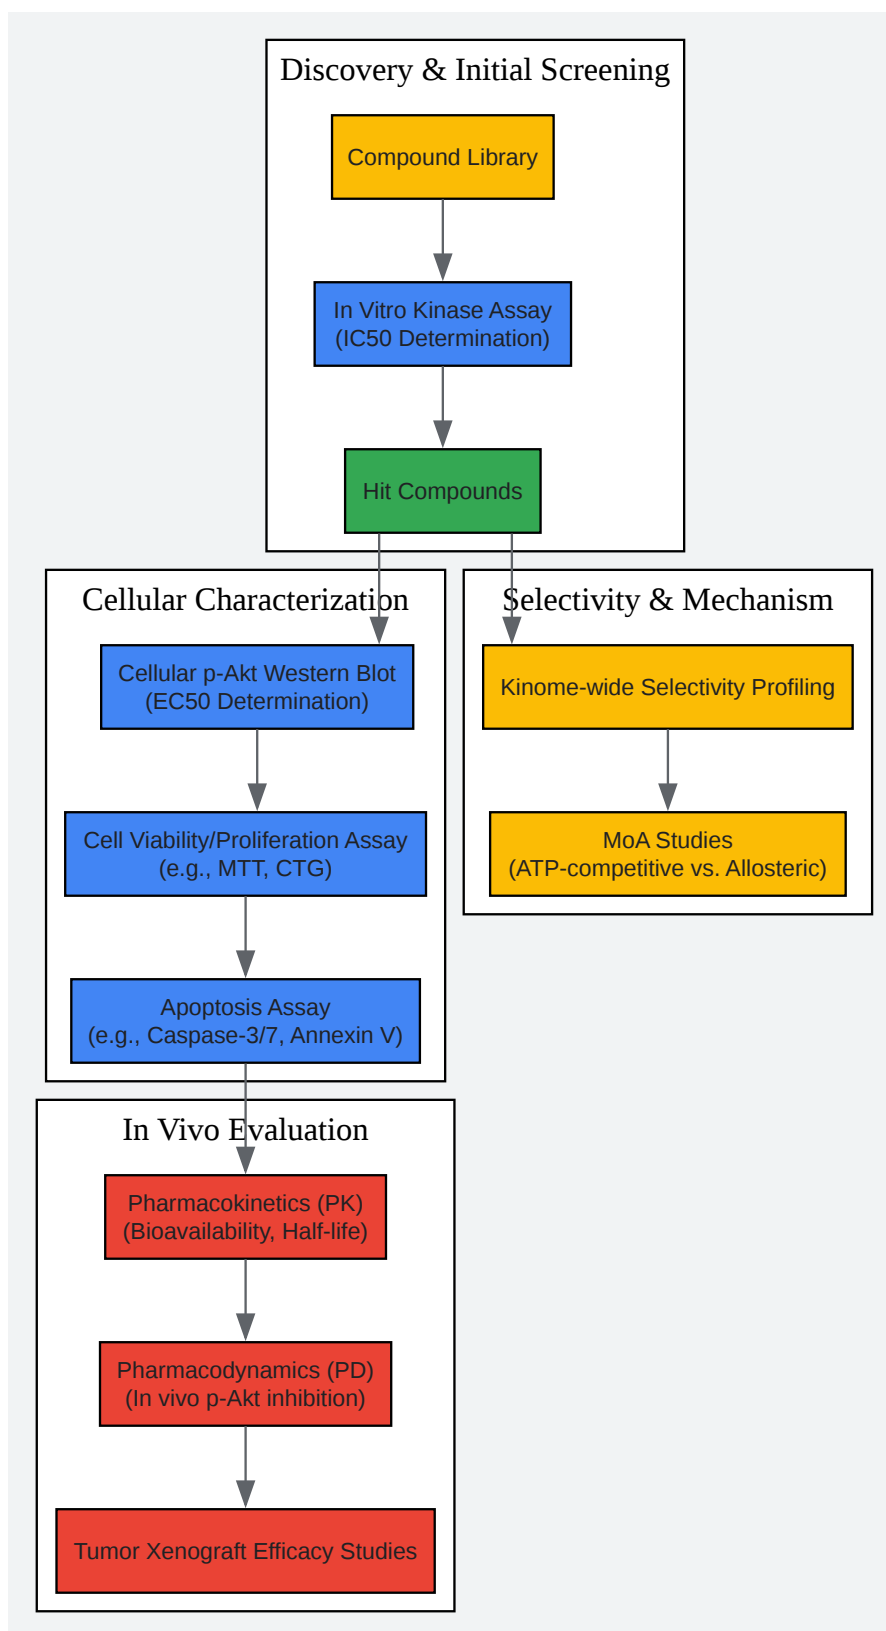 Discovery & Initial Screening
Compound Library
In Vitro Kinase Assay
(IC50 Determination)
Hit Compounds
Cellular Characterization
Cellular p-Akt Western Blot
(EC50 Determination)
Cell Viability/Proliferation Assay
(e.g., MTT, CTG)
Apoptosis Assay
(e.g., Caspase-3/7, Annexin V)
Selectivity & Mechanism
Kinome-wide Selectivity Profiling
MoA Studies
(ATP-competitive vs. Allosteric)
In Vivo Evaluation
Pharmacokinetics (PK)
(Bioavailability, Half-life)
Pharmacodynamics (PD)
(In vivo p-Akt inhibition)
Tumor Xenograft Efficacy Studies